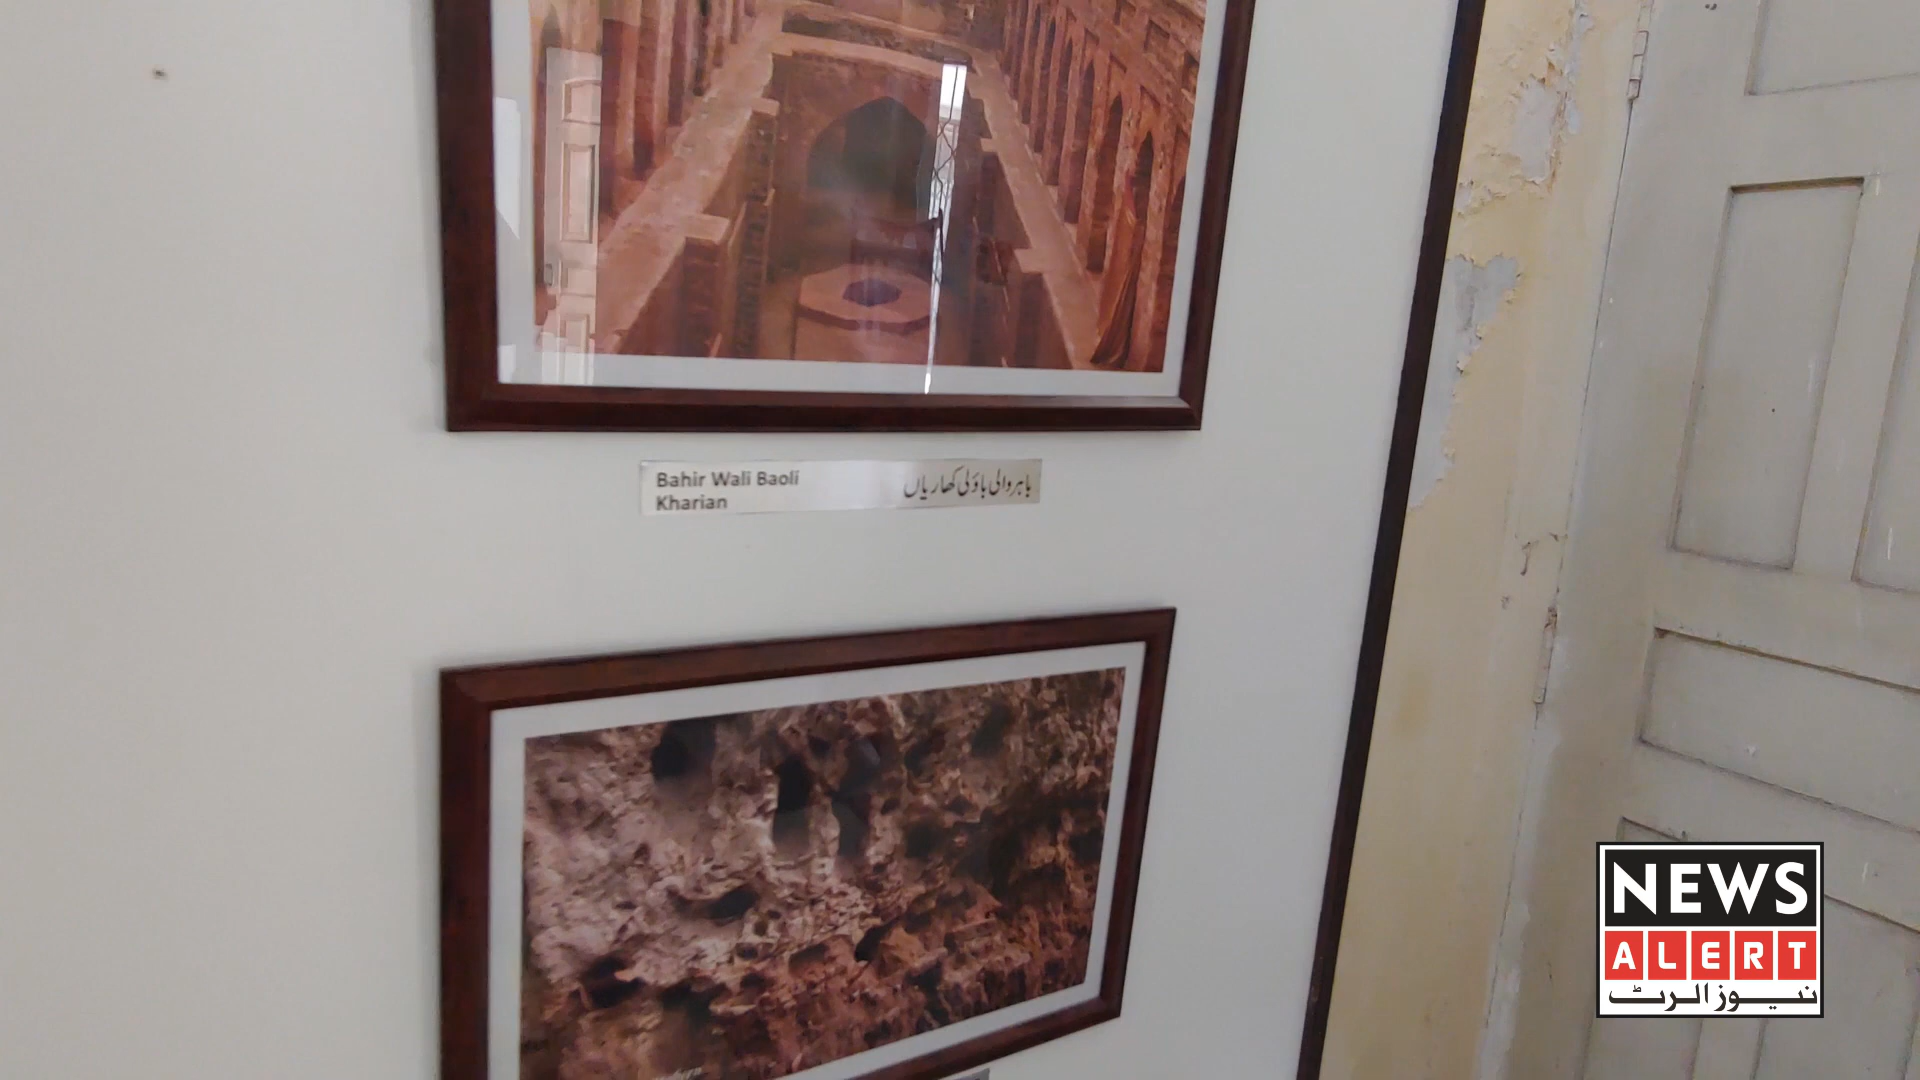 Bahir Wali Baoli
Kharian
باہر والی باؤلی کھاریاں
NEWS
ALERT
نیوز الرٹ